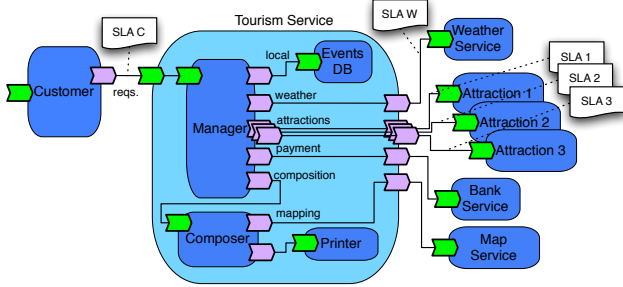 Tourism Service
SLA C
SLA W
Weather
Service
Events
DB
local
SLA 1
SLA 2
SLA 3
Customer
reqs.
Manager
weather
attractions
payment
composition
Attraction 1
Attraction 2
Attraction 3
Bank
Service
Composer
mapping
Printer
Map
Service